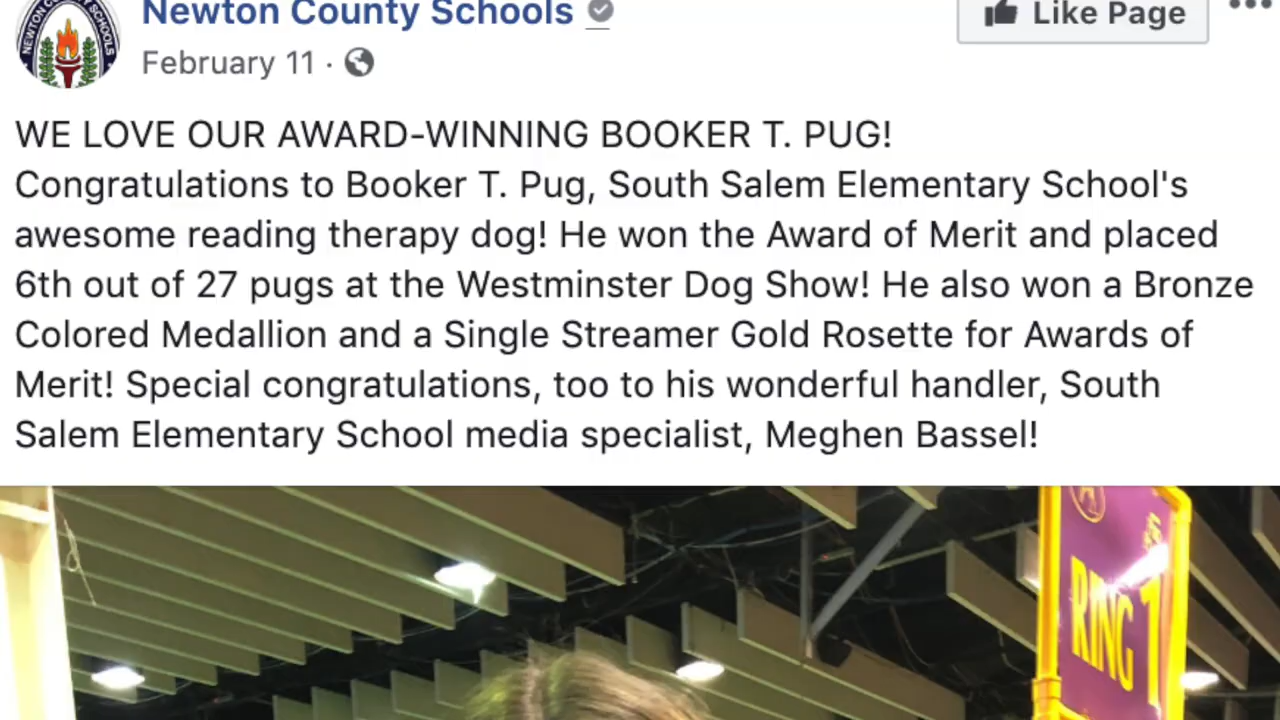 Newton County Schools
Like Page
February 11 ·
WE LOVE OUR AWARD-WINNING BOOKER T. PUG!
Congratulations to Booker T. Pug, South Salem Elementary School's
awesome reading therapy dog! He won the Award of Merit and placed
6th out of 27 pugs at the Westminster Dog Show! He also won a Bronze
Colored Medallion and a Single Streamer Gold Rosette for Awards of
Merit! Special congratulations, too to his wonderful handler, South
Salem Elementary School media specialist, Meghen Bassel!
RING 1